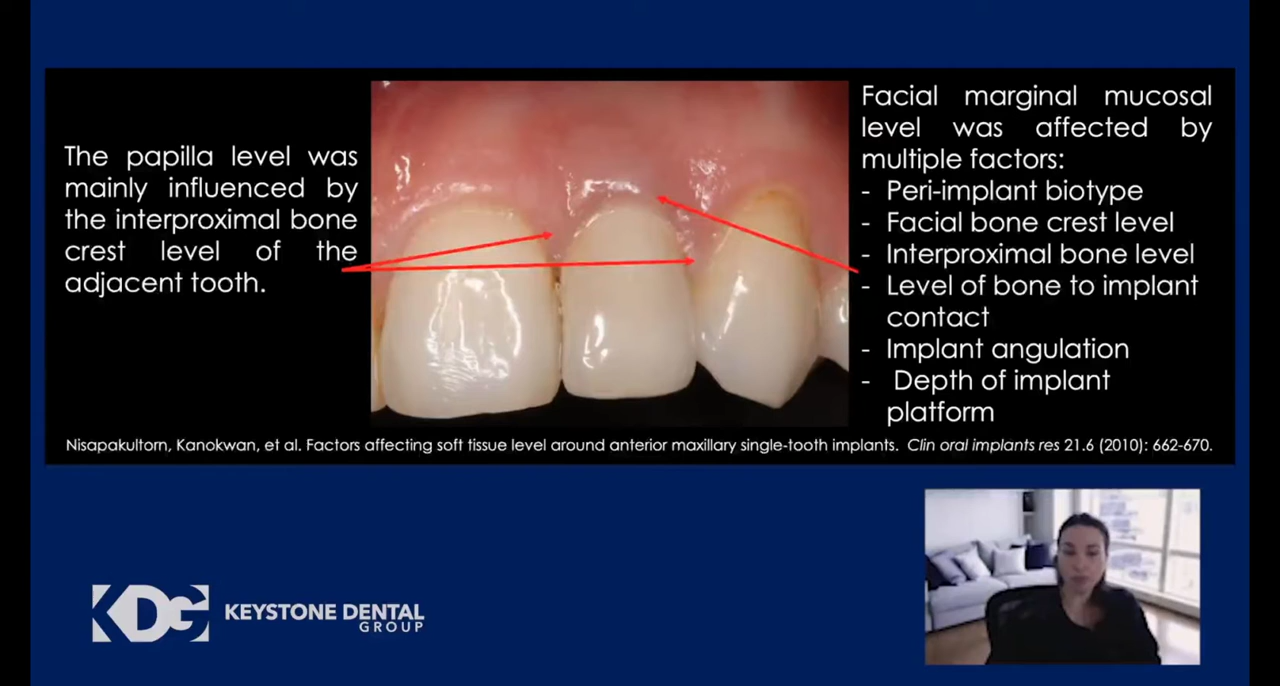 The papilla level was
mainly influenced by
the interproximal bone
crest level of the
adjacent tooth.
Facial marginal mucosal
level was affected by
multiple factors:
- Peri-implant biotype
- Facial bone crest level
- Interproximal bone level
- Level of bone to implant
contact
- Implant angulation
- Depth of implant
platform
Nisapakultorn, Kanokwan, et al. Factors affecting soft tissue level around anterior maxillary single-tooth implants. Clin oral implants res 21.6 (2010): 662-670.
KDG KEYSTONE DENTAL
GROUP